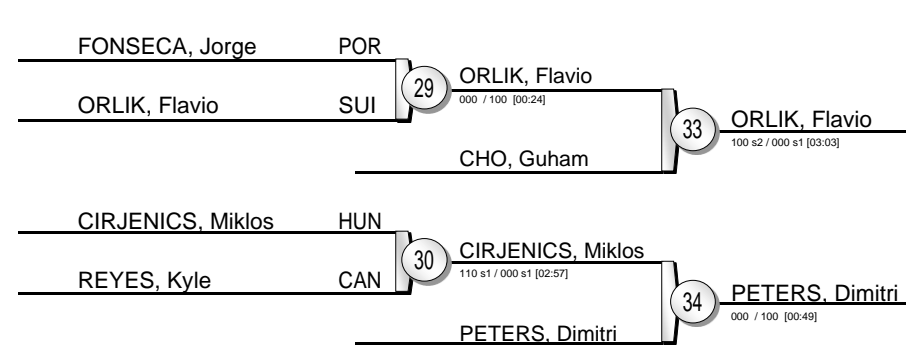 FONSECA, Jorge POR
ORLIK, Flavio SUI
29
ORLIK, Flavio
000 / 100 [00:24]
CHO, Guham
33
ORLIK, Flavio
100 s2 / 000 s1 [03:03]
CIRJENICS, Miklos HUN
REYES, Kyle CAN
30
CIRJENICS, Miklos
110 s1 / 000 s1 [02:57]
PETERS, Dimitri
34
PETERS, Dimitri
000 / 100 [00:49]